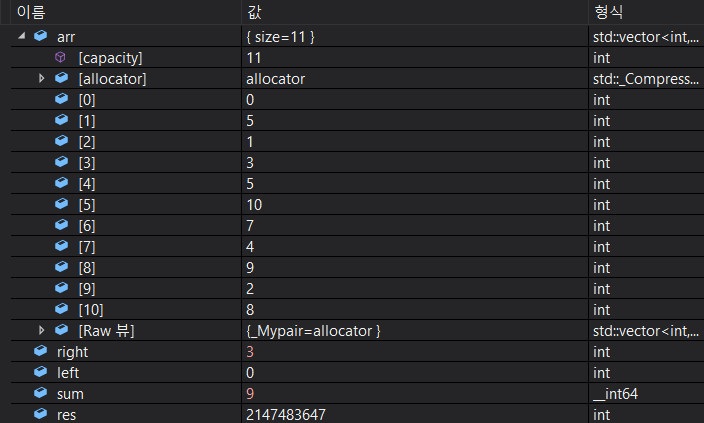 이름 값 형식
arr { size=11 } std::vector<int,...
[capacity] 11 int
[allocator] allocator std::_Compress...
[0] 0 int
[1] 5 int
[2] 1 int
[3] 3 int
[4] 5 int
[5] 10 int
[6] 7 int
[7] 4 int
[8] 9 int
[9] 2 int
[10] 8 int
[Raw 뷰] {_Mypair=allocator } std::vector<int,...
right 3 int
left 0 int
sum 9 __int64
res 2147483647 int